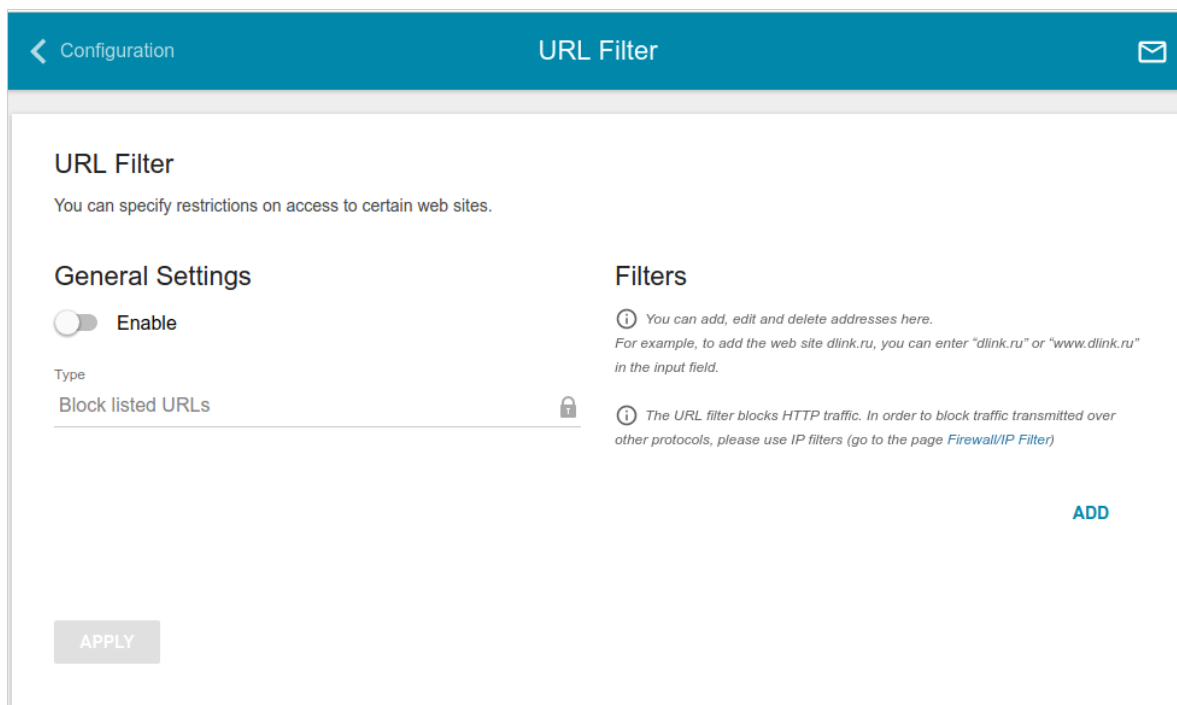 Configuration
URL Filter
URL Filter
You can specify restrictions on access to certain web sites.
General Settings
Enable
Type
Block listed URLs
APPLY
Filters
You can add, edit and delete addresses here.
For example, to add the web site dlink.ru, you can enter “dlink.ru” or “www.dlink.ru”
in the input field.
The URL filter blocks HTTP traffic. In order to block traffic transmitted over
other protocols, please use IP filters (go to the page Firewall/IP Filter)
ADD